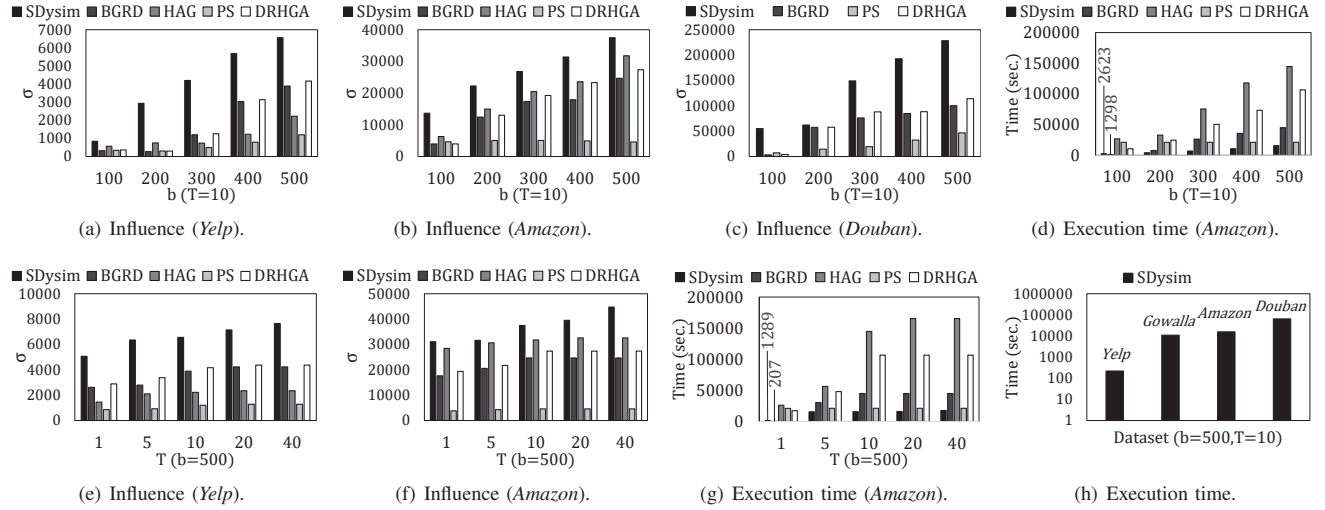 SDysim BGRD HAG PS DRHGA
7000
6000
5000
4000
3000
2000
1000
0
σ
100 200 300 400 500
b (T=10)
(a) Influence (Yelp).
SDysim BGRD HAG PS DRHGA
40000
30000
20000
10000
0
σ
100 200 300 400 500
b (T=10)
(b) Influence (Amazon).
SDysim BGRD PS DRHGA
250000
200000
150000
100000
50000
0
σ
100 200 300 400 500
b (T=10)
(c) Influence (Douban).
SDysim BGRD HAG PS DRHGA
200000
150000
100000
50000
0
Time (sec.)
2623
1298
100 200 300 400 500
b (T=10)
(d) Execution time (Amazon).
SDysim BGRD HAG PS DRHGA
10000
8000
6000
4000
2000
0
σ
1 5 10 20 40
T (b=500)
(e) Influence (Yelp).
SDysim BGRD HAG PS DRHGA
50000
40000
30000
20000
10000
0
σ
1 5 10 20 40
T (b=500)
(f) Influence (Amazon).
SDysim BGRD HAG PS DRHGA
200000
150000
100000
50000
0
Time (sec.)
1289
207
1 5 10 20 40
T (b=500)
(g) Execution time (Amazon).
SDysim
1000000
100000
10000
1000
100
10
1
Time (sec.)
Yelp
Gowalla
Amazon
Douban
Dataset (b=500,T=10)
(h) Execution time.